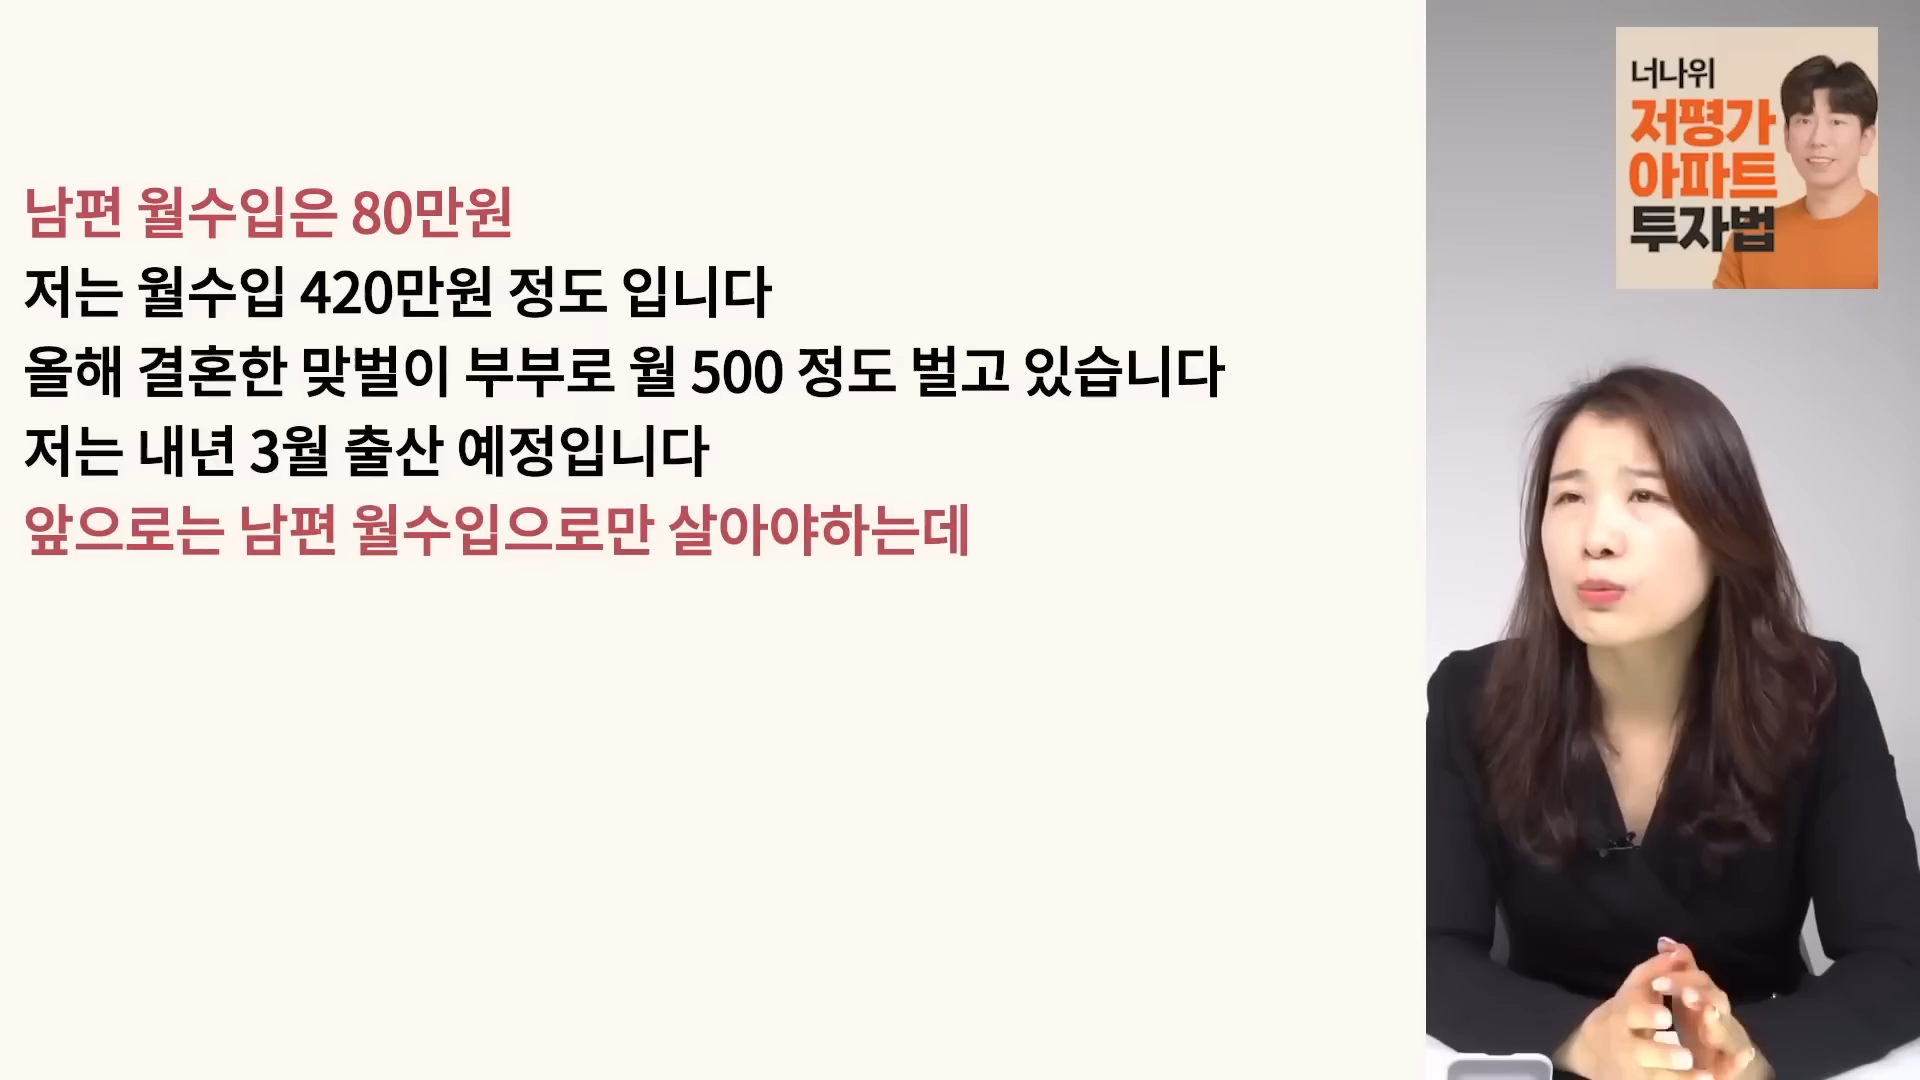 남편 월수입은 80만원
저는 월수입 420만원 정도 입니다
올해 결혼한 맞벌이 부부로 월 500 정도 벌고 있습니다
저는 내년 3월 출산 예정입니다
앞으로는 남편 월수입으로만 살아야하는데
너나위
저평가
아파트
투자법